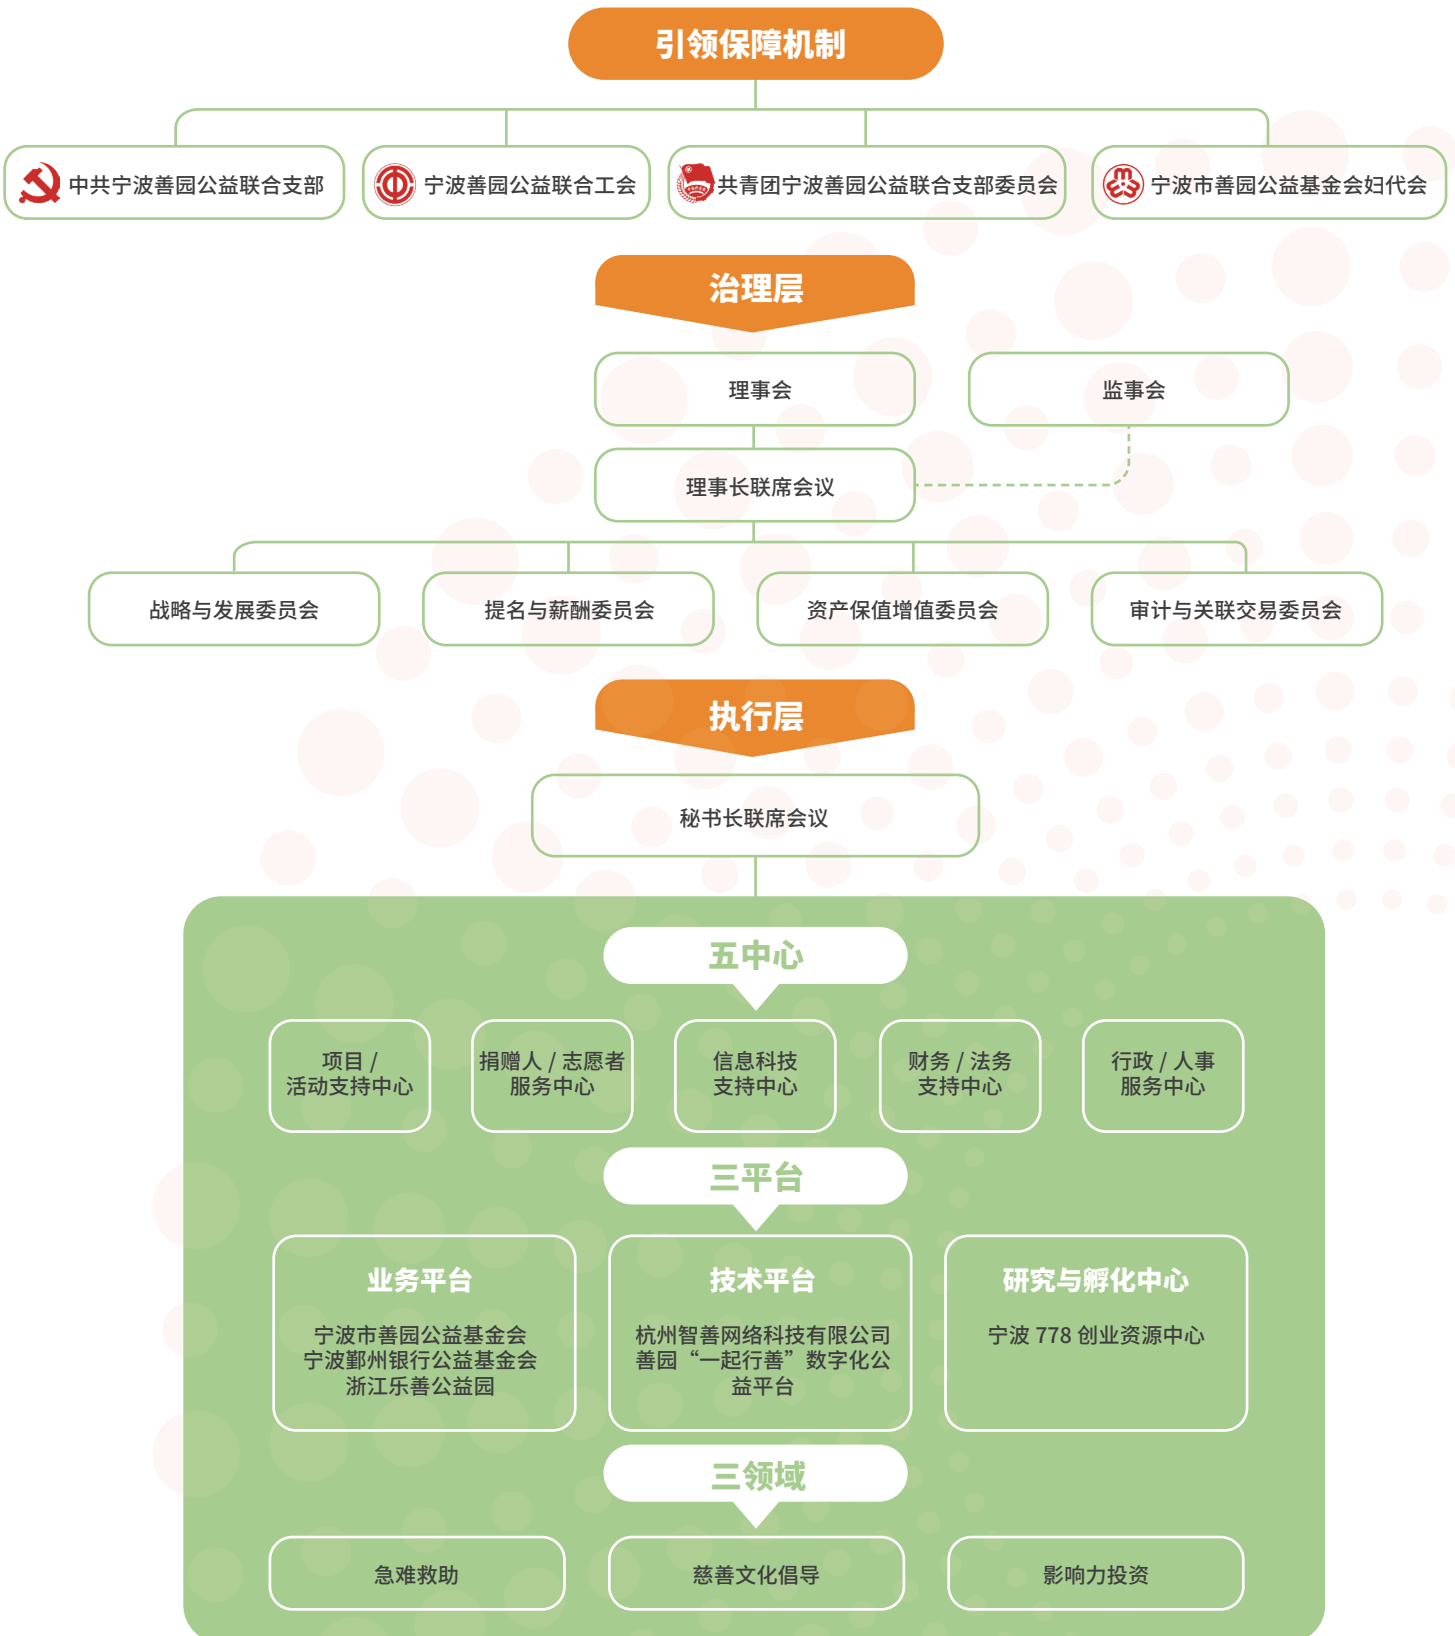 引领保障机制
中共宁波善园公益联合支部
宁波善园公益联合工会
共青团宁波善园公益联合支部委员会
宁波市善园公益基金会妇代会
治理层
理事会
监事会
理事长联席会议
战略与发展委员会
提名与薪酬委员会
资产保值增值委员会
审计与关联交易委员会
执行层
秘书长联席会议
五中心
项目 /
活动支持中心
捐赠人 / 志愿者
服务中心
信息科技
支持中心
财务 / 法务
支持中心
行政 / 人事
服务中心
三平台
业务平台
宁波市善园公益基金会
宁波鄞州银行公益基金会
浙江乐善公益园
技术平台
杭州智善网络科技有限公司
善园“一起行善”数字化公
益平台
研究与孵化中心
宁波 778 创业资源中心
三领域
急难救助
慈善文化倡导
影响力投资